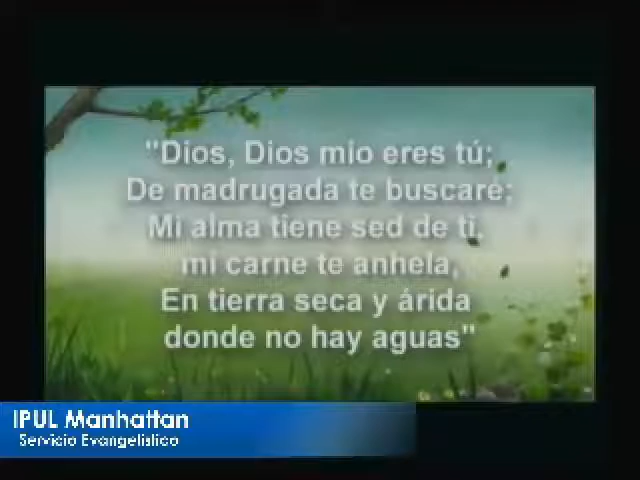 "Dios, Dios mio eres tú;
De madrugada te buscaré;
Mi alma tiene sed de ti,
mi carne te anhela,
En tierra seca y árida
donde no hay aguas"
IPUL Manhattan
Servicio Evangelistico